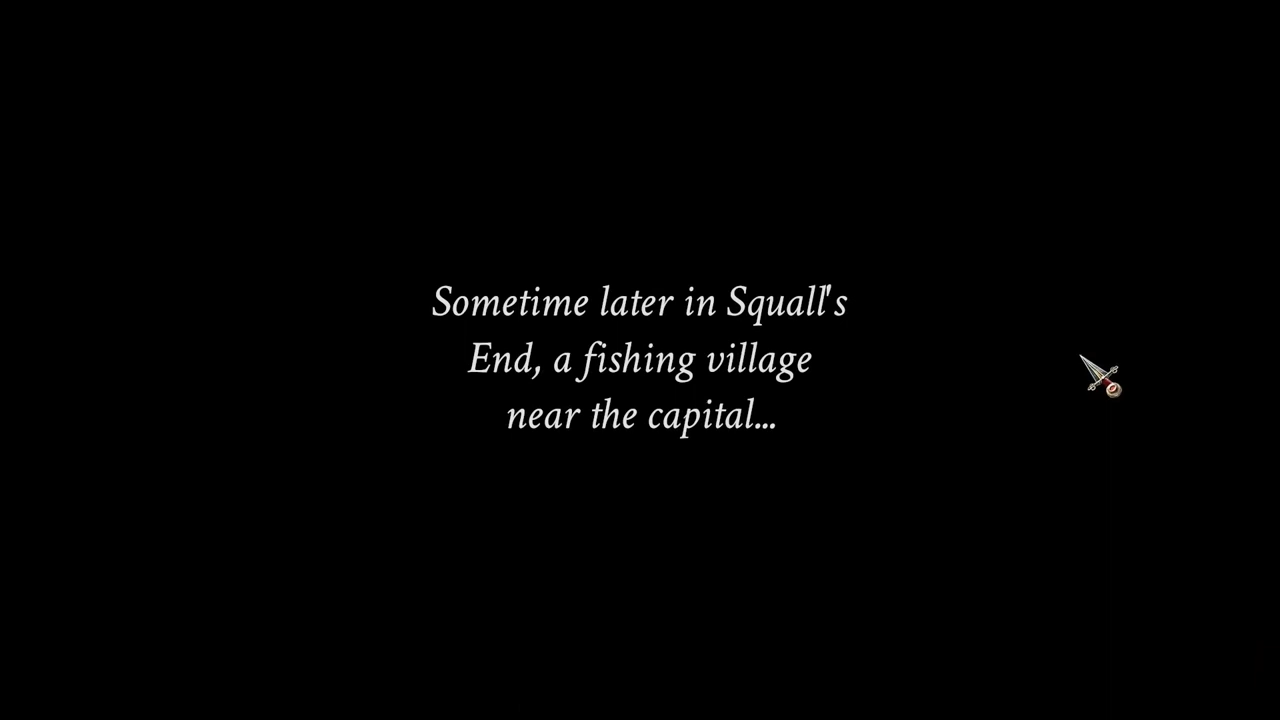 Sometime later in Squall's
End, a fishing village
near the capital...